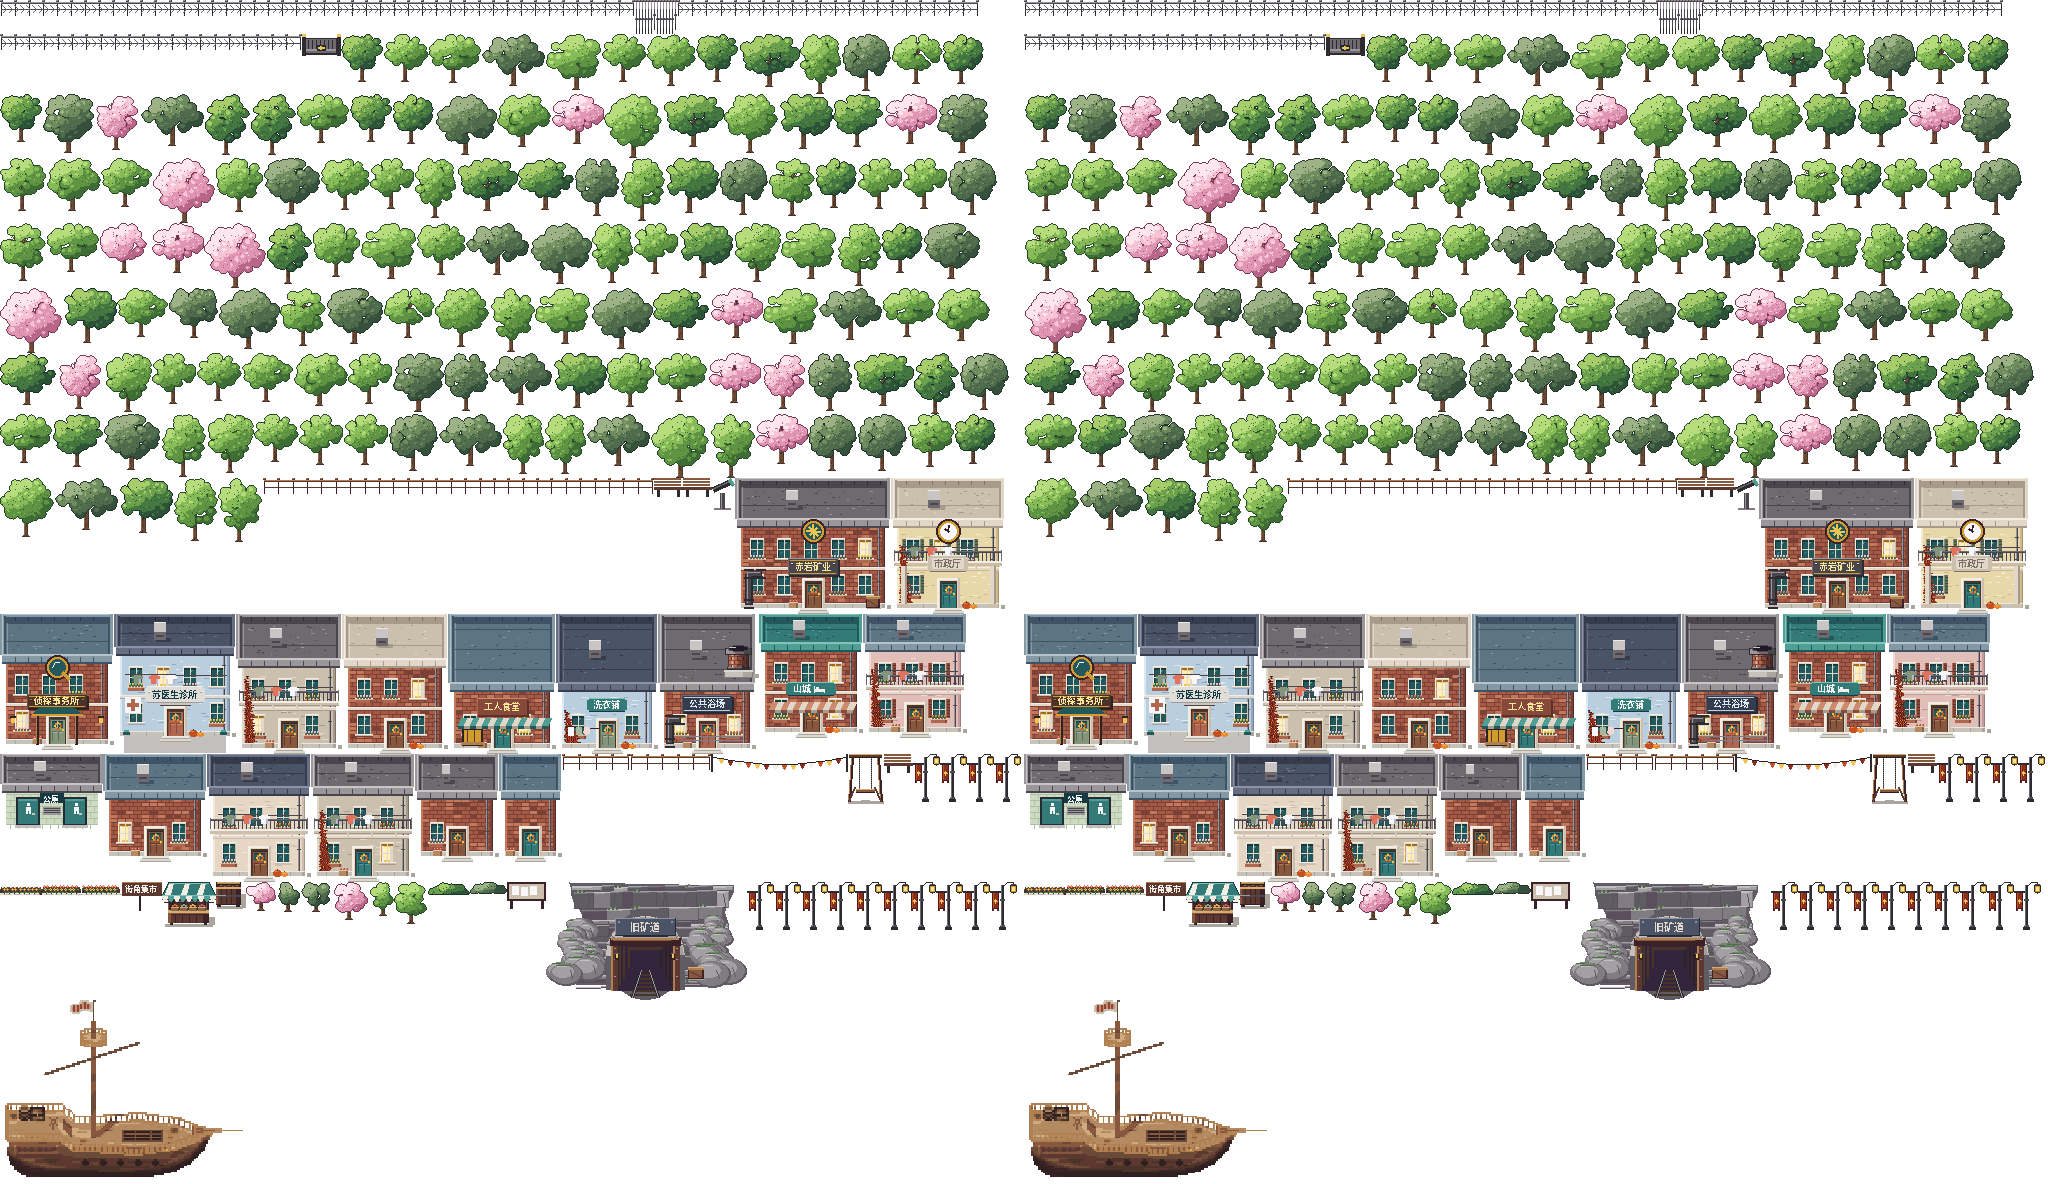 赤岩矿业
市政厅
赤岩矿业
市政厅
侦探事务所
苏医生诊所
工人食堂
洗衣铺
公共浴场
山城
侦探事务所
苏医生诊所
工人食堂
洗衣铺
公共浴场
山城
公厕
公厕
街角集市
旧矿道
街角集市
旧矿道